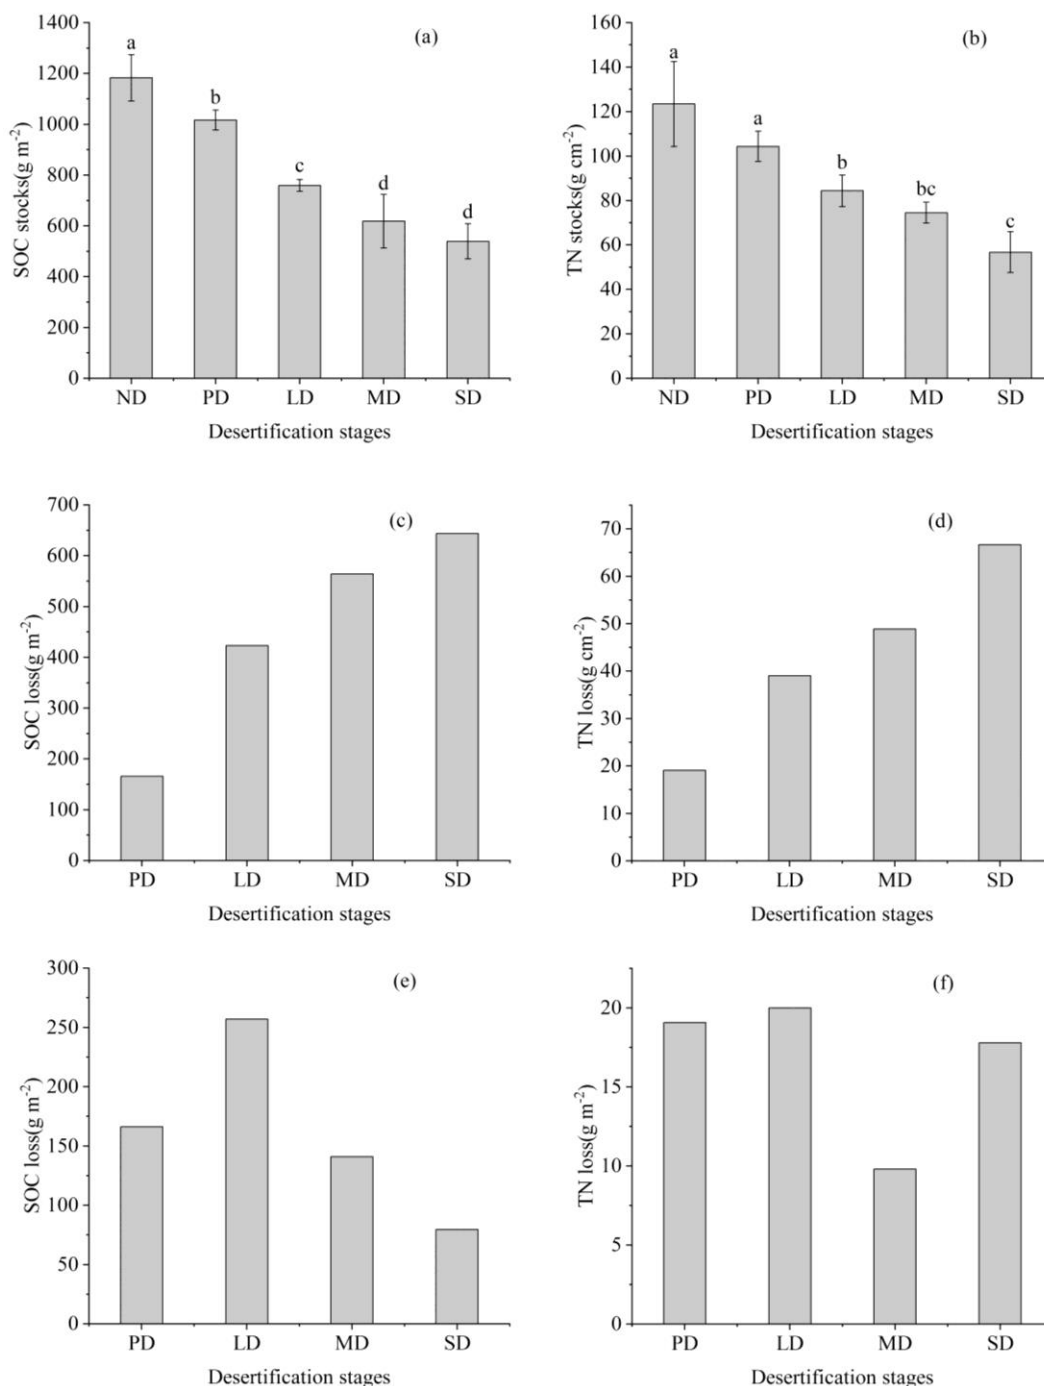 (a)
SOC stocks(g m-2)
1400
1200
1000
800
600
400
200
0
a
b
c
d
d
ND PD LD MD SD
Desertification stages
(b)
TN stocks(g cm-2)
160
140
120
100
80
60
40
20
0
a
a
b
bc
c
ND PD LD MD SD
Desertification stages
(c)
SOC loss(g m-2)
700
600
500
400
300
200
100
0
PD LD MD SD
Desertification stages
(d)
TN loss(g cm-2)
70
60
50
40
30
20
10
0
PD LD MD SD
Desertification stages
(e)
SOC loss(g m-2)
300
250
200
150
100
50
0
PD LD MD SD
Desertification stages
(f)
TN loss(g m-2)
20
15
10
5
0
PD LD MD SD
Desertification stages